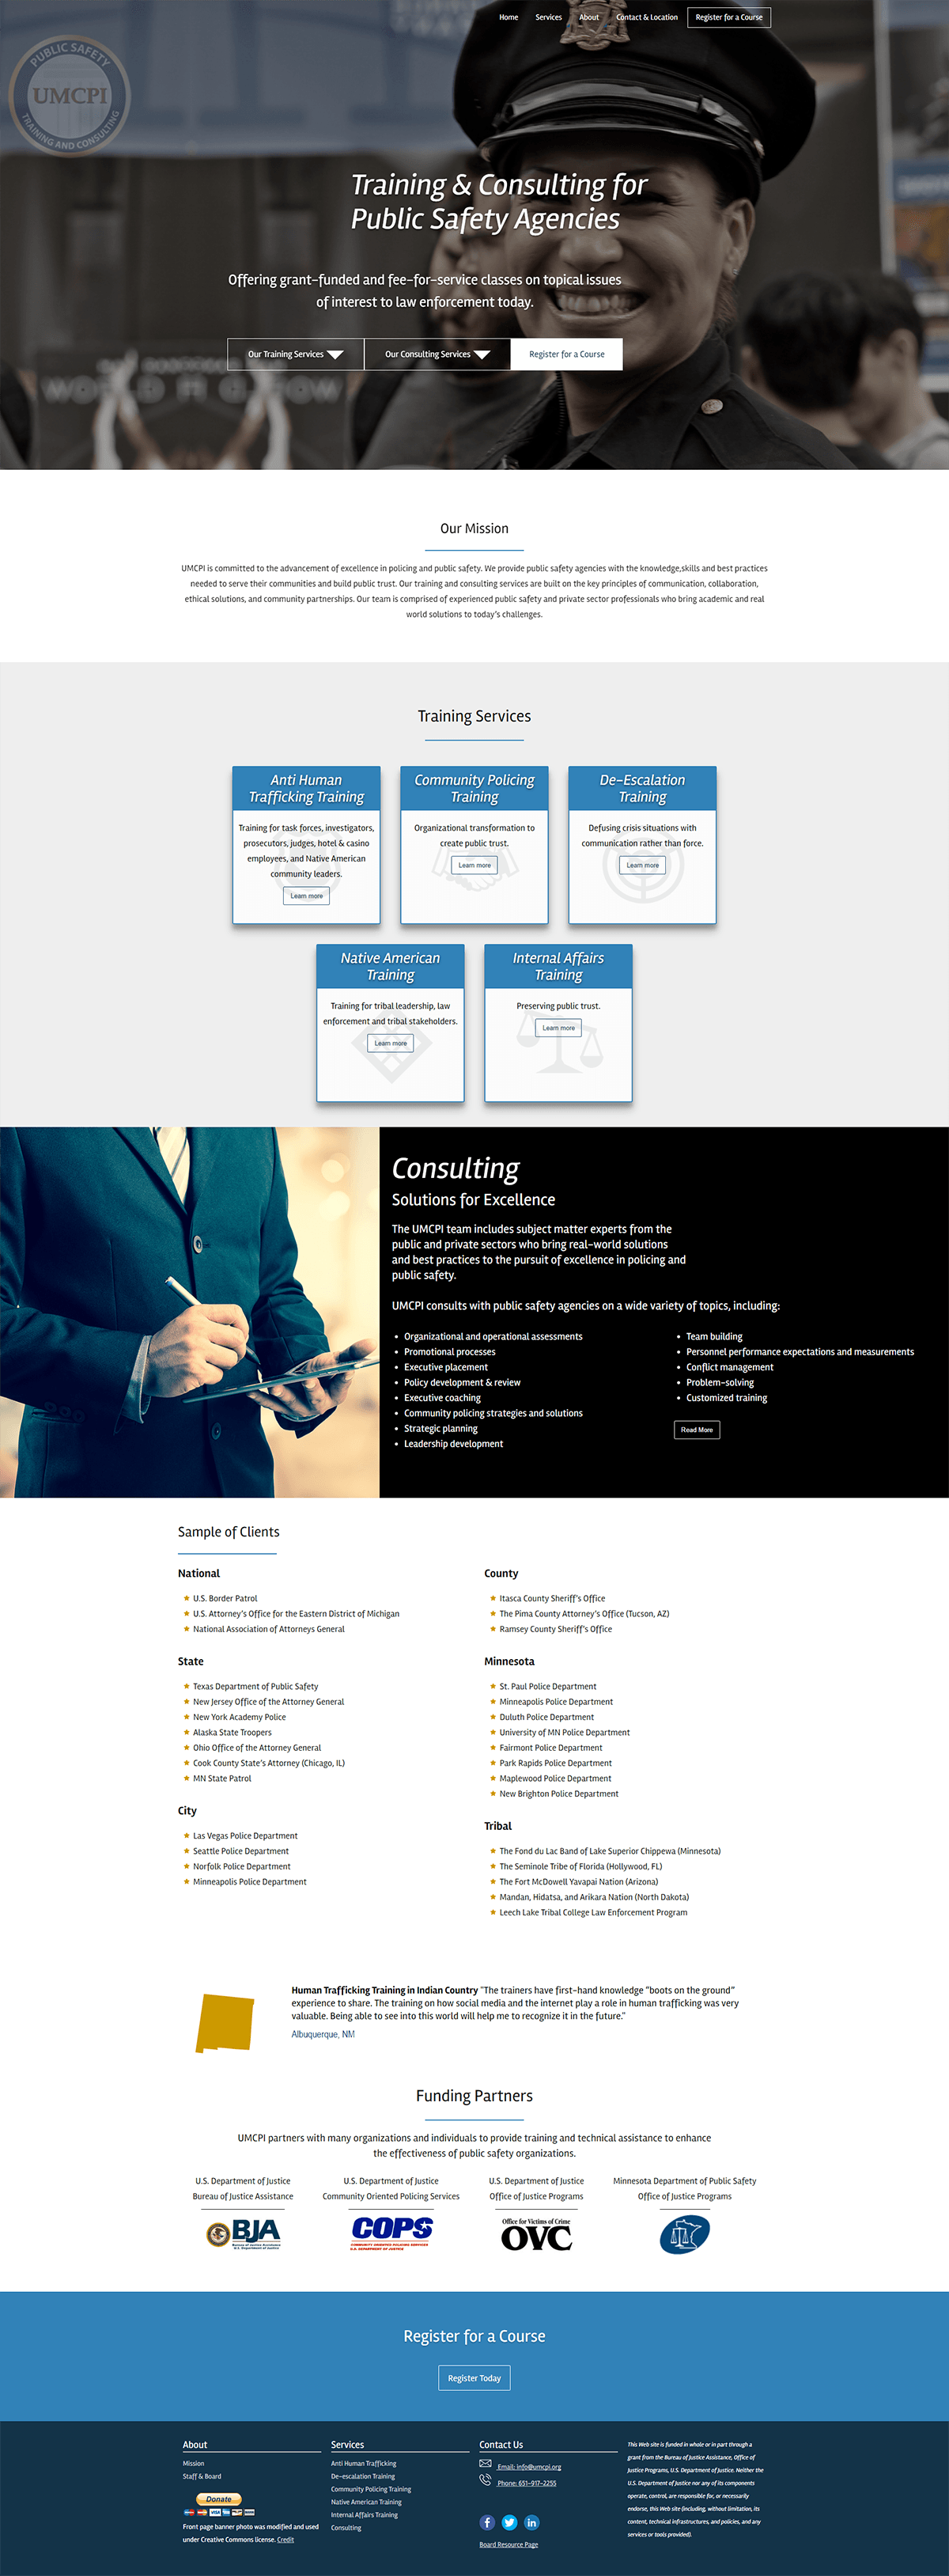 Home Services About Contact & Location Register for a Course
PUBLIC SAFETY
UMCPI
TRAINING AND CONSULTING
Training & Consulting for
Public Safety Agencies
Offering grant-funded and fee-for-service classes on topical issues
of interest to law enforcement today.
Our Training Services Our Consulting Services Register for a Course
Our Mission
UMCPI is committed to the advancement of excellence in policing and public safety. We provide public safety agencies with the knowledge,skills and best practices
needed to serve their communities and build public trust. Our training and consulting services are built on the key principles of communication, collaboration,
ethical solutions, and community partnerships. Our team is comprised of experienced public safety and private sector professionals who bring academic and real
world solutions to today's challenges.
Training Services
Anti Human
Trafficking Training
Training for task forces, investigators,
prosecutors, judges, hotel & casino
employees, and Native American
community leaders.
Learn more
Community Policing
Training
Organizational transformation to
create public trust.
Learn more
De-Escalation
Training
Defusing crisis situations with
communication rather than force.
Learn more
Native American
Training
Training for tribal leadership, law
enforcement and tribal stakeholders.
Learn more
Internal Affairs
Training
Preserving public trust.
Learn more
Consulting
Solutions for Excellence
The UMCPI team includes subject matter experts from the
public and private sectors who bring real-world solutions
and best practices to the pursuit of excellence in policing and
public safety.
UMCPI consults with public safety agencies on a wide variety of topics, including:
Organizational and operational assessments
Promotional processes
Executive placement
Policy development & review
Executive coaching
Community policing strategies and solutions
Strategic planning
Leadership development
Team building
Personnel performance expectations and measurements
Conflict management
Problem-solving
Customized training
Read More
Sample of Clients
National
U.S. Border Patrol
U.S. Attorney's Office for the Eastern District of Michigan
National Association of Attorneys General
State
Texas Department of Public Safety
New Jersey Office of the Attorney General
New York Academy Police
Alaska State Troopers
Ohio Office of the Attorney General
Cook County State's Attorney (Chicago, IL)
MN State Patrol
City
Las Vegas Police Department
Seattle Police Department
Norfolk Police Department
Minneapolis Police Department
County
Itasca County Sheriff's Office
The Pima County Attorney's Office (Tucson, AZ)
Ramsey County Sheriff's Office
Minnesota
St. Paul Police Department
Minneapolis Police Department
Duluth Police Department
University of MN Police Department
Fairmont Police Department
Park Rapids Police Department
Maplewood Police Department
New Brighton Police Department
Tribal
The Fond du Lac Band of Lake Superior Chippewa (Minnesota)
The Seminole Tribe of Florida (Hollywood, FL)
The Fort McDowell Yavapai Nation (Arizona)
Mandan, Hidatsa, and Arikara Nation (North Dakota)
Leech Lake Tribal College Law Enforcement Program
Human Trafficking Training in Indian Country "The trainers have first-hand knowledge "boots on the ground"
experience to share. The training on how social media and the internet play a role in human trafficking was very
valuable. Being able to see into this world will help me to recognize it in the future."
Albuquerque, NM
Funding Partners
UMCPI partners with many organizations and individuals to provide training and technical assistance to enhance
the effectiveness of public safety organizations.
U.S. Department of Justice
Bureau of Justice Assistance
BJA
Bureau of Justice Assistance
U.S. Department of Justice
U.S. Department of Justice
Community Oriented Policing Services
COPS
COMMUNITY ORIENTED POLICING SERVICES
U.S. DEPARTMENT OF JUSTICE
U.S. Department of Justice
Office of Justice Programs
Office for Victims of Crime
OVC
Minnesota Department of Public Safety
Office of Justice Programs
Register for a Course
Register Today
About
Mission
Staff & Board
Donate
VISA
Front page banner photo was modified and used
under Creative Commons license. Credit
Services
Anti Human Trafficking
De-escalation Training
Community Policing Training
Native American Training
Internal Affairs Training
Consulting
Contact Us
Email: info@umcpi.org
Phone: 651-917-2255
Board Resource Page
This Web site is funded in whole or in part through a
grant from the Bureau of Justice Assistance, Office of
Justice Programs, U.S. Department of Justice. Neither the
U.S. Department of Justice nor any of its components
operate, control, are responsible for, or necessarily
endorse, this Web site (including, without limitation, its
content, technical infrastructures, and policies, and any
services or tools provided).